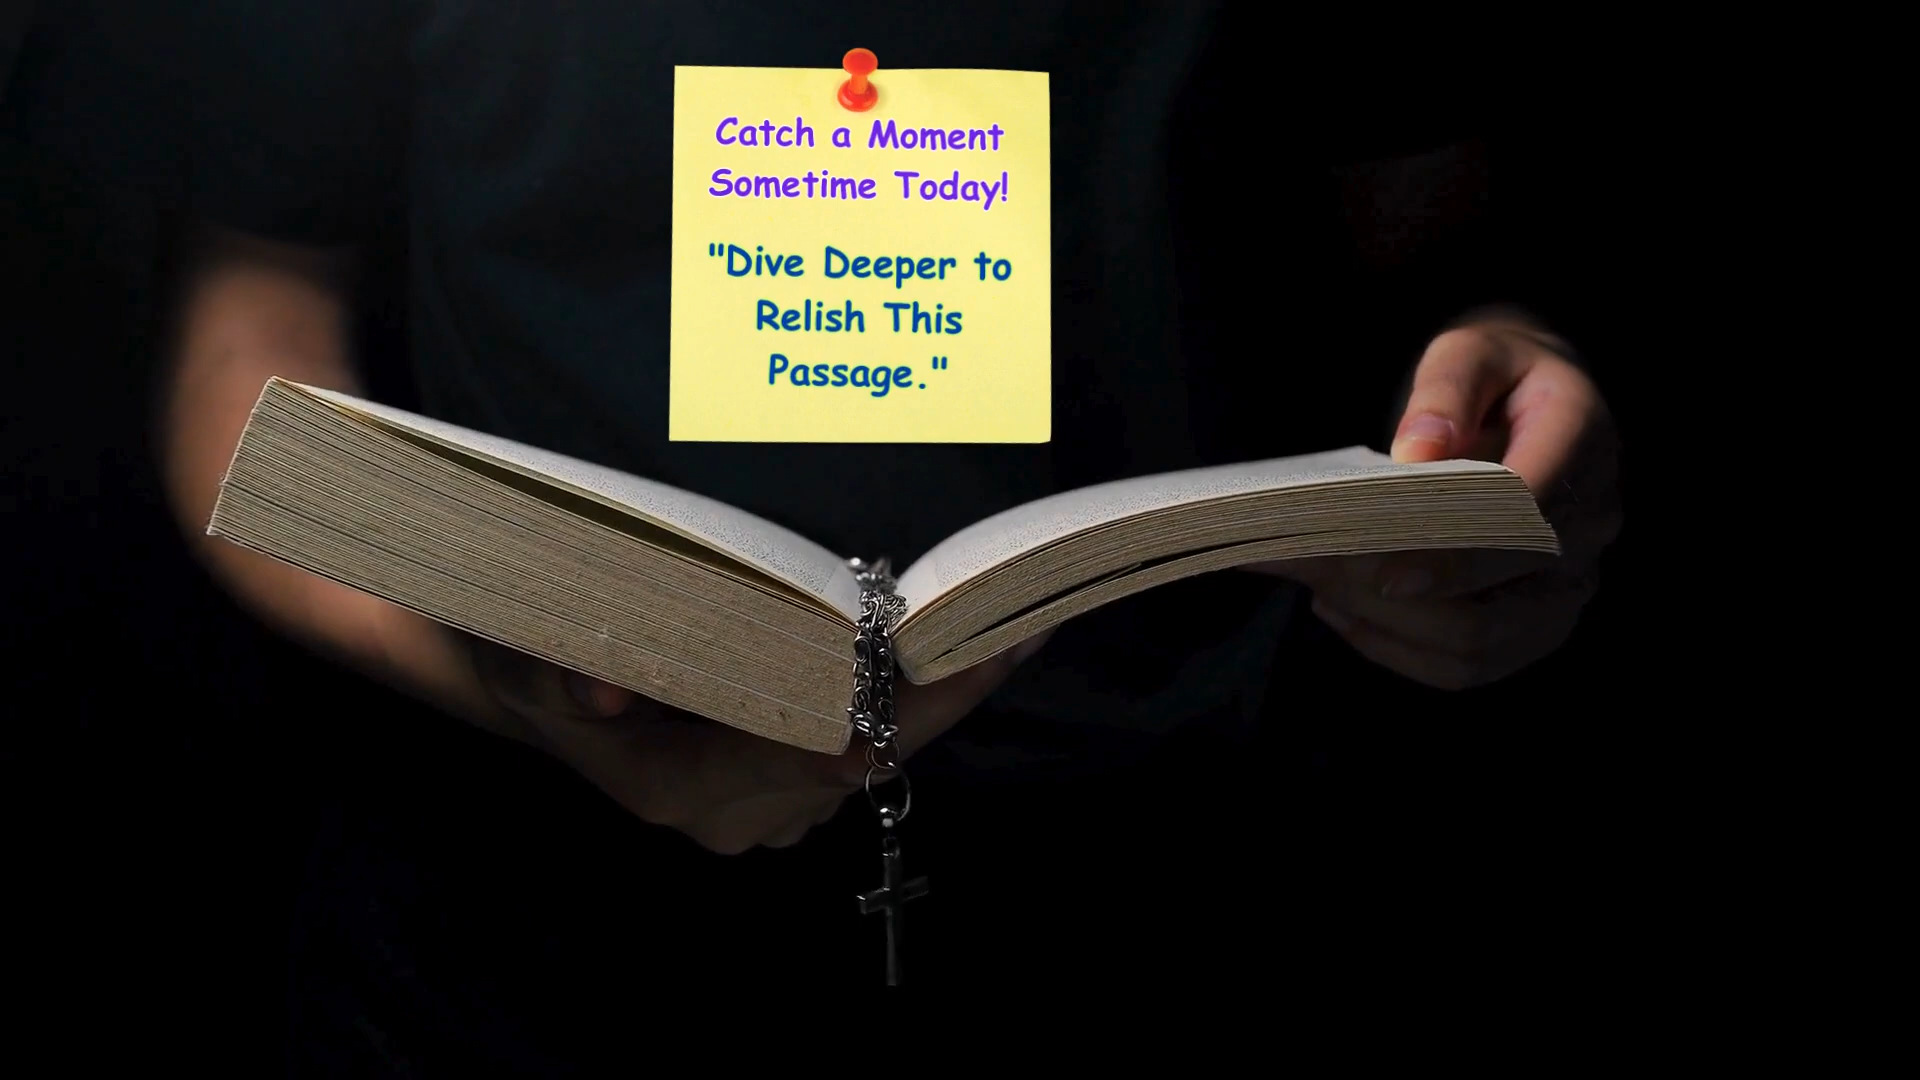 Catch a Moment
Sometime Today!
"Dive Deeper to
Relish This
Passage."